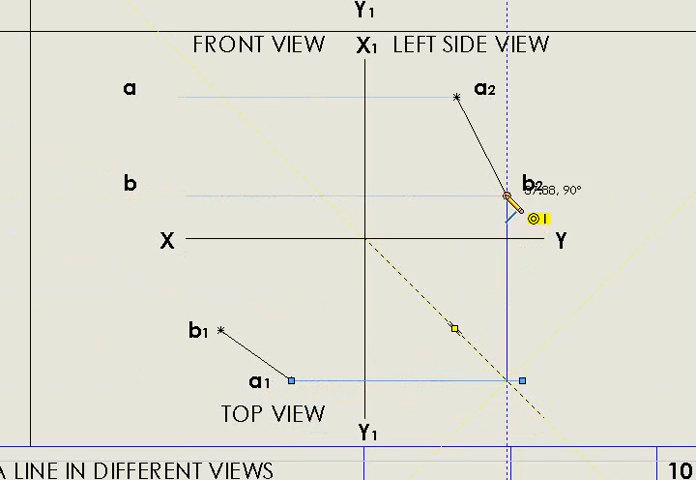 Y1
FRONT VIEW X1 LEFT SIDE VIEW
a a2
b b2
90°
X Y
b1
a1
TOP VIEW
Y1
A LINE IN DIFFERENT VIEWS 10